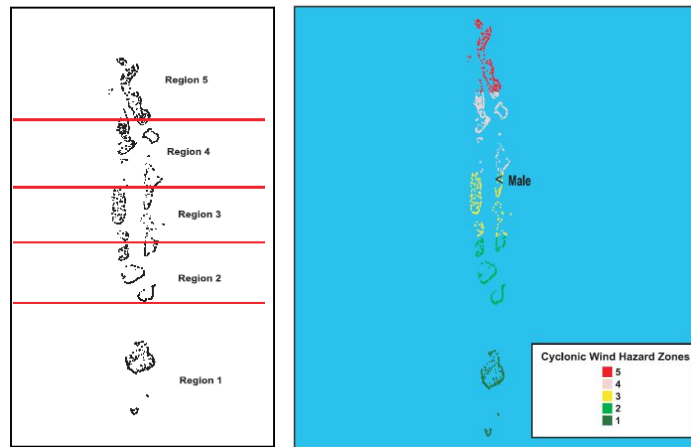 Region 5
Region 4
Region 3
Region 2
Region 1
< Male
Cyclonic Wind Hazard Zones
5
4
3
2
1